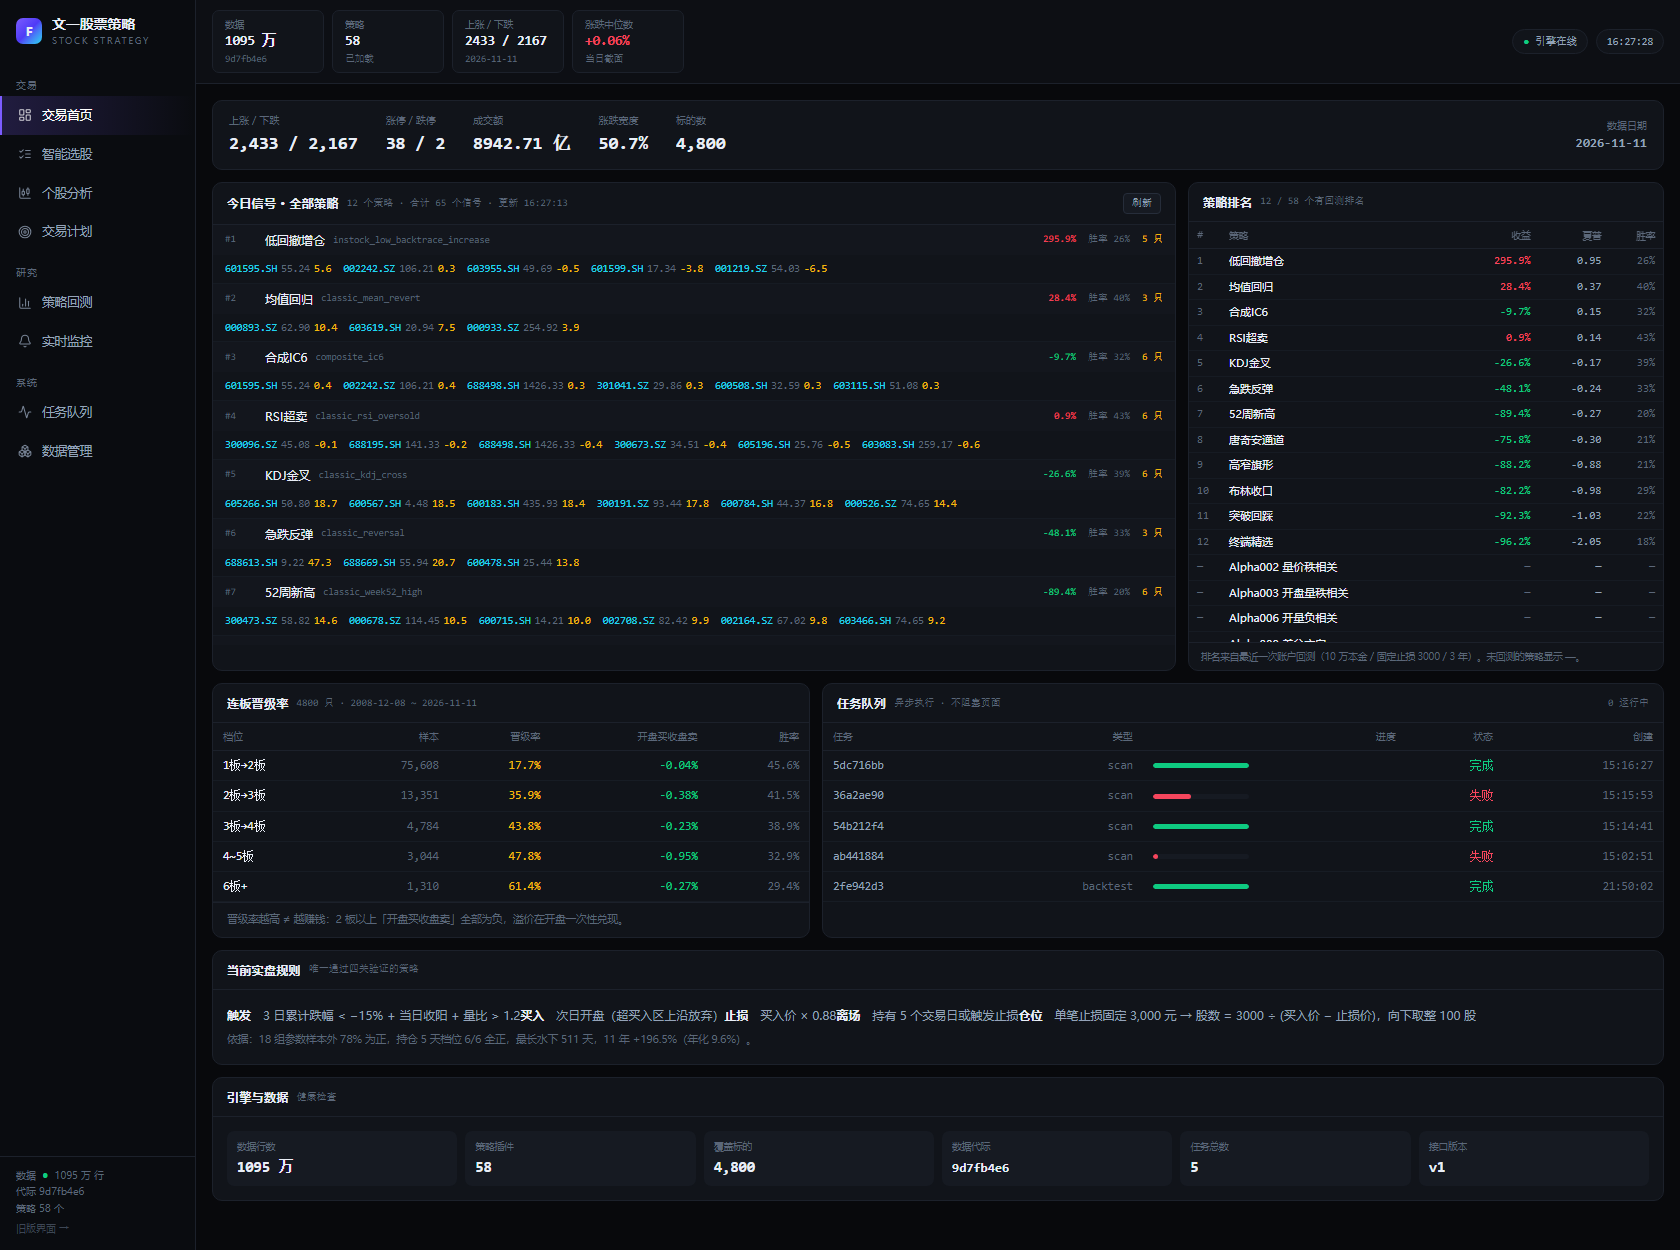 F
文一股票策略
STOCK STRATEGY
交易
交易首页
智能选股
个股分析
交易计划
研究
策略回测
实时监控
系统
任务队列
数据管理
数据 1095 万 行
代际 9d7fb4e6
策略 58 个
旧版界面 →
数据
1095 万
9d7fb4e6
策略
58
已加载
上涨 / 下跌
2433 / 2167
2026-11-11
涨跌中位数
+0.06%
当日截面
引擎在线
16:27:28
上涨 / 下跌
2,433 / 2,167
涨停 / 跌停
38 / 2
成交额
8942.71 亿
涨跌宽度
50.7%
标的数
4,800
数据日期
2026-11-11
今日信号 • 全部策略 12 个策略 · 合计 65 个信号 · 更新 16:27:13
刷新
#1 低回撤增仓 instock_low_backtrace_increase 295.9% 胜率 26% 5 只
601595.SH 55.24 5.6 002242.SZ 106.21 0.3 603955.SH 49.69 -0.5 601599.SH 17.34 -3.8 001219.SZ 54.03 -6.5
#2 均值回归 classic_mean_revert 28.4% 胜率 40% 3 只
000893.SZ 62.90 10.4 603619.SH 20.94 7.5 000933.SZ 254.92 3.9
#3 合成IC6 composite_ic6 -9.7% 胜率 32% 6 只
601595.SH 55.24 0.4 002242.SZ 106.21 0.4 688498.SH 1426.33 0.3 301041.SZ 29.86 0.3 600508.SH 32.59 0.3 603115.SH 51.08 0.3
#4 RSI超卖 classic_rsi_oversold 0.9% 胜率 43% 6 只
300096.SZ 45.08 -0.1 688195.SH 141.33 -0.2 688498.SH 1426.33 -0.4 300673.SZ 34.51 -0.4 605196.SH 25.76 -0.5 603083.SH 259.17 -0.6
#5 KDJ金叉 classic_kdj_cross -26.6% 胜率 39% 6 只
605266.SH 50.80 18.7 600567.SH 4.48 18.5 600183.SH 435.93 18.4 300191.SZ 93.44 17.8 600784.SH 44.37 16.8 000526.SZ 74.65 14.4
#6 急跌反弹 classic_reversal -48.1% 胜率 33% 3 只
688613.SH 9.22 47.3 688669.SH 55.94 20.7 600478.SH 25.44 13.8
#7 52周新高 classic_week52_high -89.4% 胜率 20% 6 只
300473.SZ 58.82 14.6 000678.SZ 114.45 10.5 600715.SH 14.21 10.0 002708.SZ 82.42 9.9 002164.SZ 67.02 9.8 603466.SH 74.65 9.2
策略排名 12 / 58 个有回测排名
# 策略 收益 夏普 胜率
1 低回撤增仓 295.9% 0.95 26%
2 均值回归 28.4% 0.37 40%
3 合成IC6 -9.7% 0.15 32%
4 RSI超卖 0.9% 0.14 43%
5 KDJ金叉 -26.6% -0.17 39%
6 急跌反弹 -48.1% -0.24 33%
7 52周新高 -89.4% -0.27 20%
8 唐奇安通道 -75.8% -0.30 21%
9 高窄旗形 -88.2% -0.88 21%
10 布林收口 -82.2% -0.98 29%
11 突破回踩 -92.3% -1.03 22%
12 终端精选 -96.2% -2.05 18%
— Alpha002 量价秩相关 — — —
— Alpha003 开盘量秩相关 — — —
— Alpha006 开量负相关 — — —
排名来自最近一次账户回测（10 万本金 / 固定止损 3000 / 3 年）。未回测的策略显示 —。
连板晋级率 4800 只 · 2008-12-08 ~ 2026-11-11
档位 样本 晋级率 开盘买收盘卖 胜率
1板→2板 75,608 17.7% -0.04% 45.6%
2板→3板 13,351 35.9% -0.38% 41.5%
3板→4板 4,784 43.8% -0.23% 38.9%
4~5板 3,044 47.8% -0.95% 32.9%
6板+ 1,310 61.4% -0.27% 29.4%
晋级率越高 ≠ 越赚钱：2 板以上「开盘买收盘卖」全部为负，溢价在开盘一次性兑现。
任务队列 异步执行 · 不阻塞页面 0 运行中
任务 类型 进度 状态 创建
5dc716bb scan 完成 15:16:27
36a2ae90 scan 失败 15:15:53
54b212f4 scan 完成 15:14:41
ab441884 scan 失败 15:02:51
2fe942d3 backtest 完成 21:50:02
当前实盘规则 唯一通过四关验证的策略
触发 3 日累计跌幅 < −15% + 当日收阳 + 量比 > 1.2买入 次日开盘（超买入区上沿放弃）止损 买入价 × 0.88离场 持有 5 个交易日或触发止损仓位 单笔止损固定 3,000 元 → 股数 = 3000 ÷ (买入价 − 止损价)，向下取整 100 股
依据：18 组参数样本外 78% 为正，持仓 5 天档位 6/6 全正，最长水下 511 天，11 年 +196.5%（年化 9.6%）。
引擎与数据 健康检查
数据行数
1095 万
策略插件
58
覆盖标的
4,800
数据代际
9d7fb4e6
任务总数
5
接口版本
v1